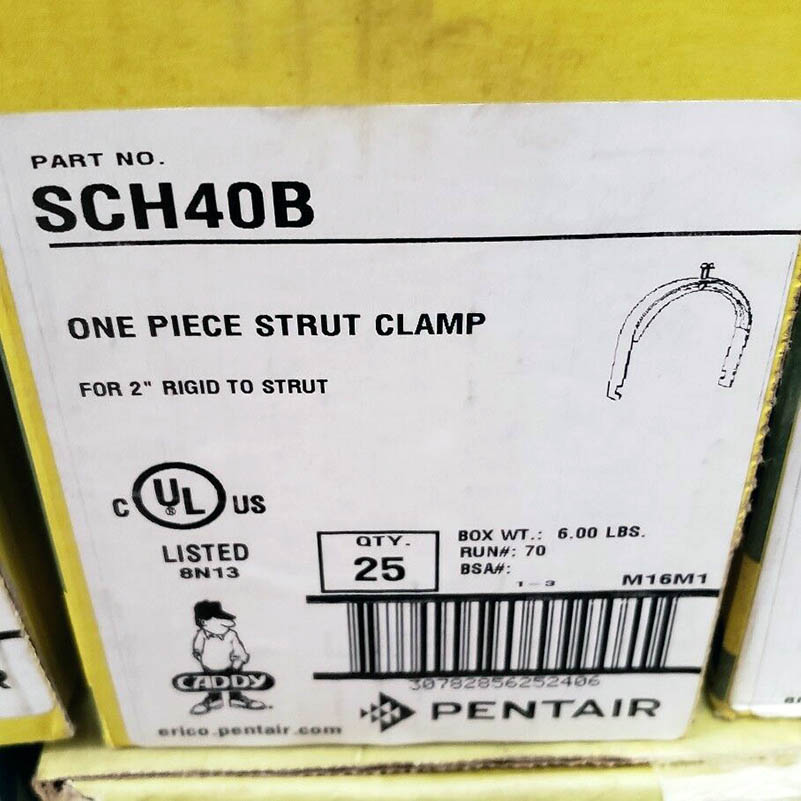 PART NO.
SCH40B
ONE PIECE STRUT CLAMP
FOR 2" RIGID TO STRUT
C UL® US
LISTED
8N13
QTY.
25
BOX WT.: 6.00 LBS.
RUN#: 70
BSA#:
1-3
M16M1
30782856252406
CADDY
PENTAIR
erico.pentair.com